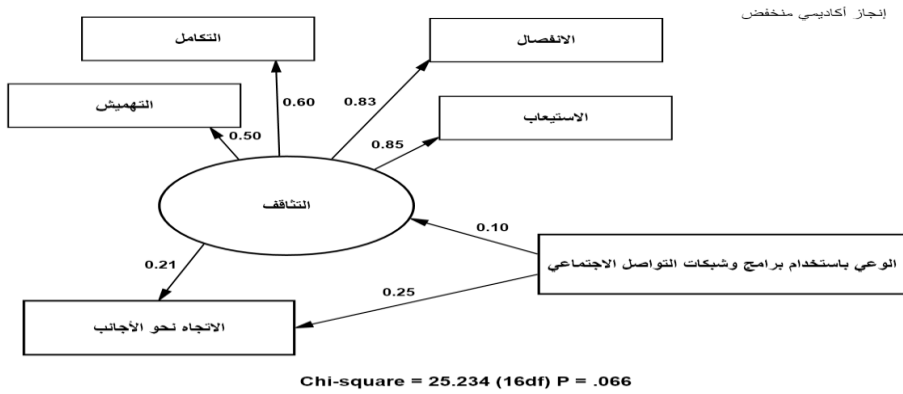 إنجاز أكاديمي منخفض
التكامل
الانفصال
التهميش
الاستيعاب
0.60
0.83
0.50
0.85
التثاقف
0.10
الوعي باستخدام برامج وشبكات التواصل الاجتماعي
0.21
0.25
الاتجاه نحو الأجانب
Chi-square = 25.234 (16df) P = .066